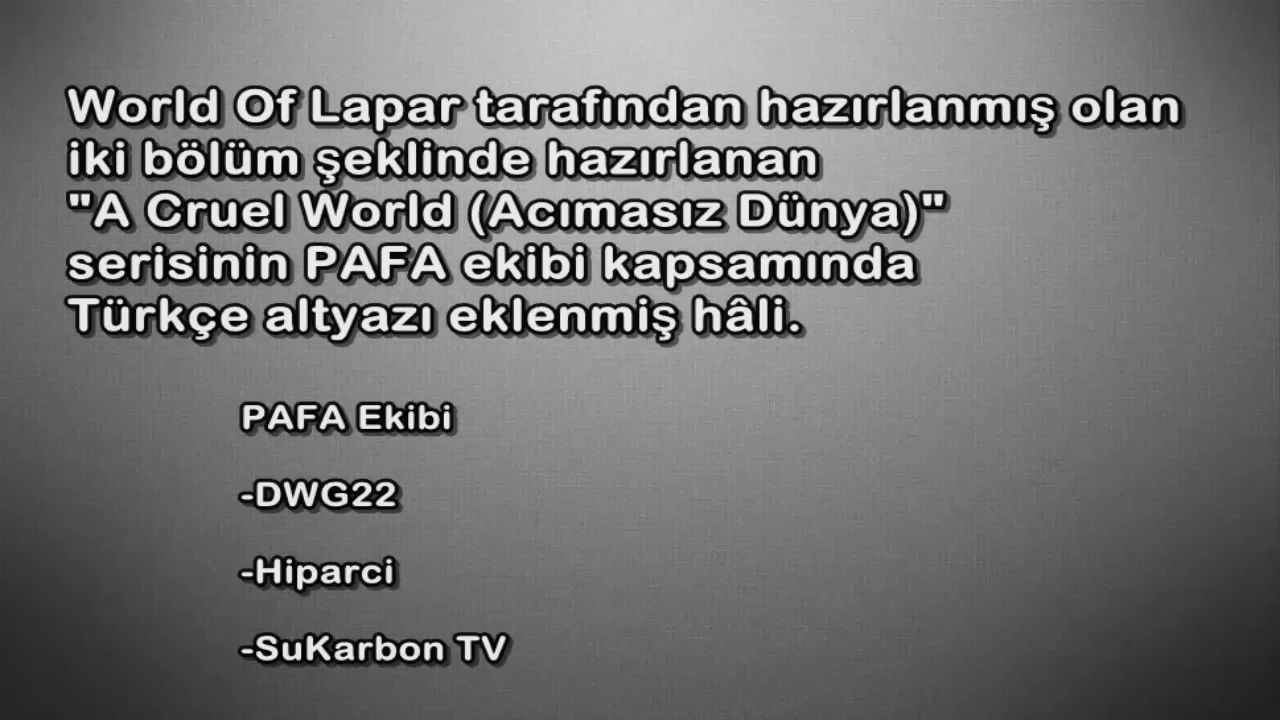 World Of Lapar tarafından hazırlanmış olan
iki bölüm şeklinde hazırlanan
"A Cruel World (Acımasız Dünya)"
serisinin PAFA ekibi kapsamında
Türkçe altyazı eklenmiş hâli.
PAFA Ekibi
-DWG22
-Hiparci
-SuKarbon TV